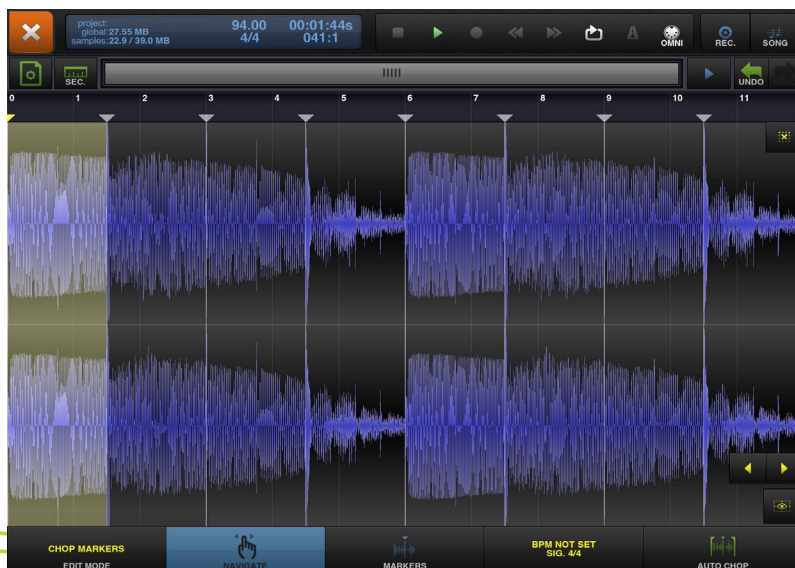 project:
global:27.55 MB
samples:22.9 / 39.0 MB
94.00
4/4
00:01:44s
041:1
OMNI
REC.
SONG
SEC.
UNDO
0 1 2 3 4 5 6 7 8 9 10 11
CHOP MARKERS
EDIT MODE
NAVIGATE
MARKERS
BPM NOT SET
SIG. 4/4
AUTO CHOP